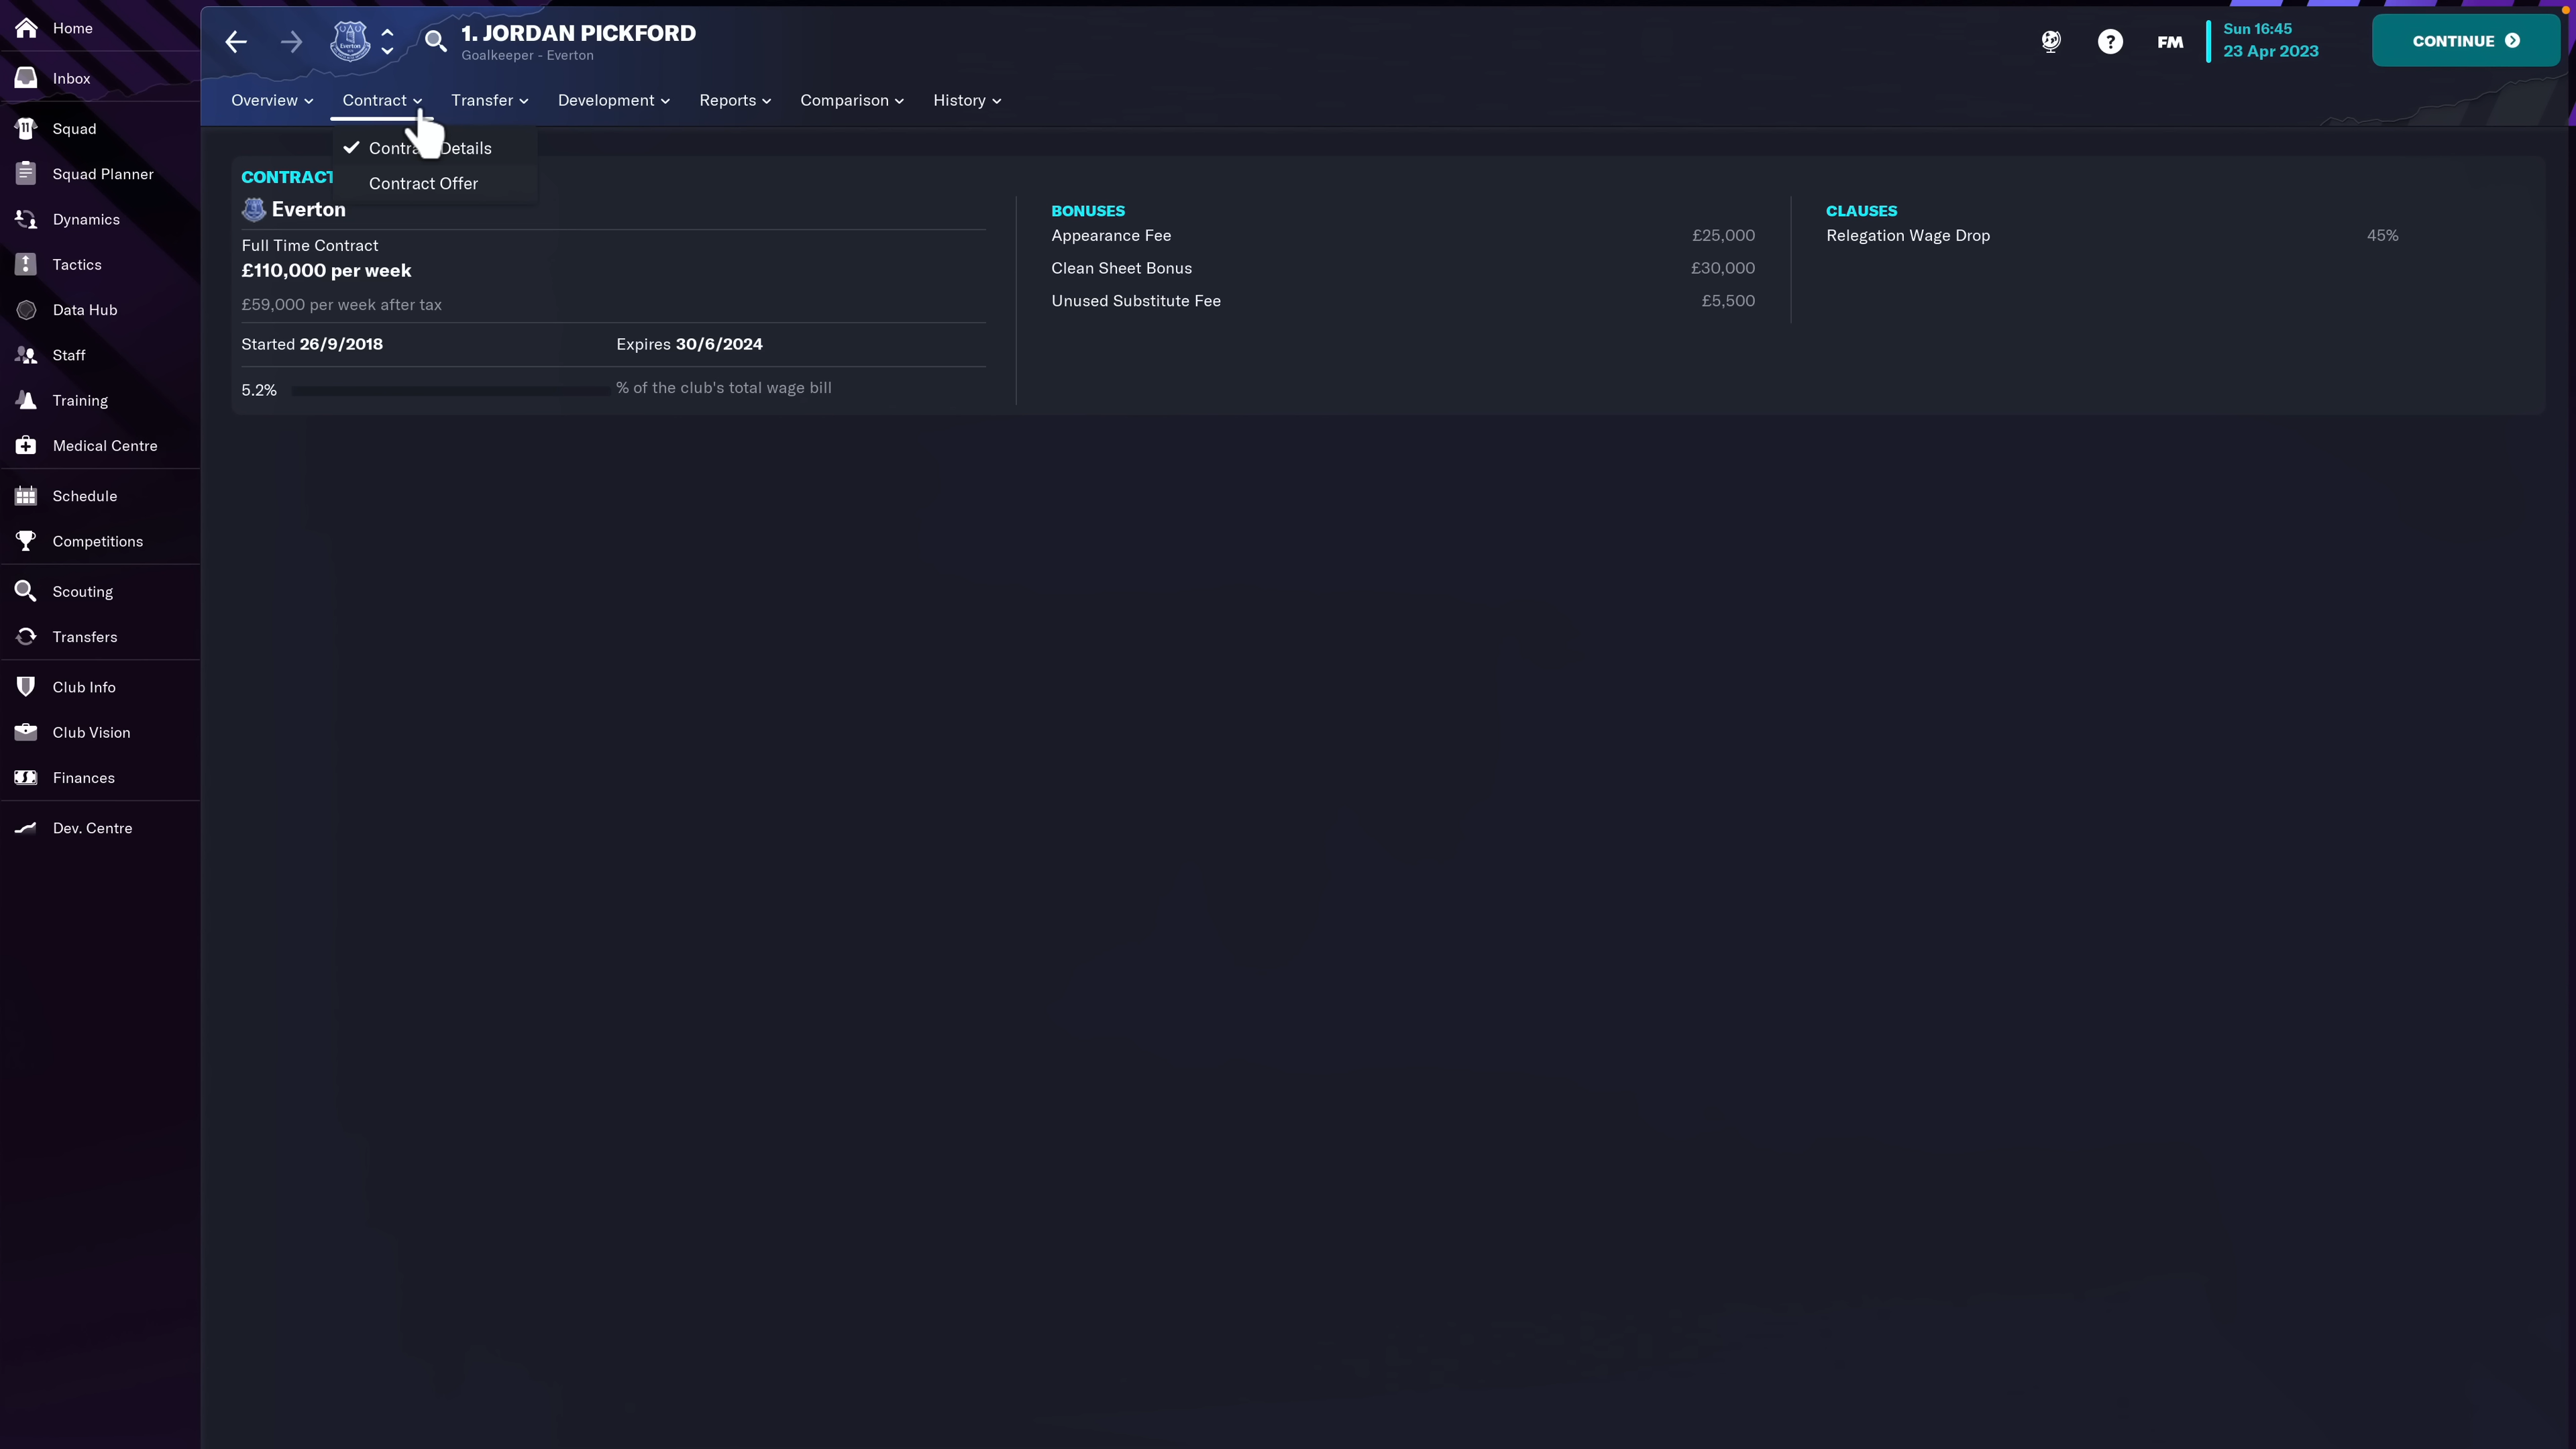 Home
Inbox
Squad
Squad Planner
Dynamics
Tactics
Data Hub
Staff
Training
Medical Centre
Schedule
Competitions
Scouting
Transfers
Club Info
Club Vision
Finances
Dev. Centre
1. JORDAN PICKFORD
Goalkeeper - Everton
FM
Sun 16:45
23 Apr 2023
CONTINUE
Overview
Contract
Transfer
Development
Reports
Comparison
History
Details
Contract Offer
CONTRACT
Everton
Full Time Contract
£110,000 per week
£59,000 per week after tax
Started 26/9/2018 Expires 30/6/2024
5.2% % of the club's total wage bill
BONUSES
Appearance Fee £25,000
Clean Sheet Bonus £30,000
Unused Substitute Fee £5,500
CLAUSES
Relegation Wage Drop 45%